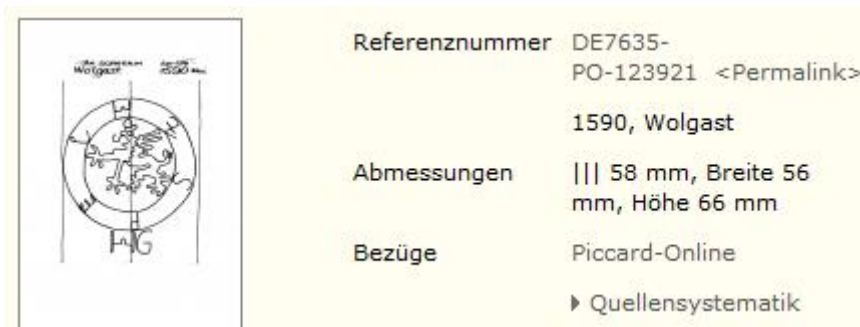 Wolgast 1590
Referenznummer DE7635-
PO-123921 <Permalink>
1590, Wolgast
Abmessungen ||| 58 mm, Breite 56
mm, Höhe 66 mm
Bezüge Piccard-Online
Quellensystematik